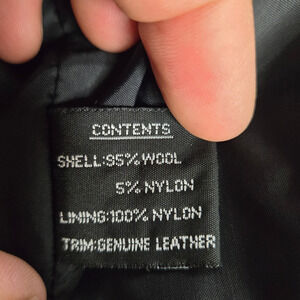 CONTENTS
SHELL:95% WOOL
5% NYLON
LINING:100% NYLON
TRIM:GENUINE LEATHER